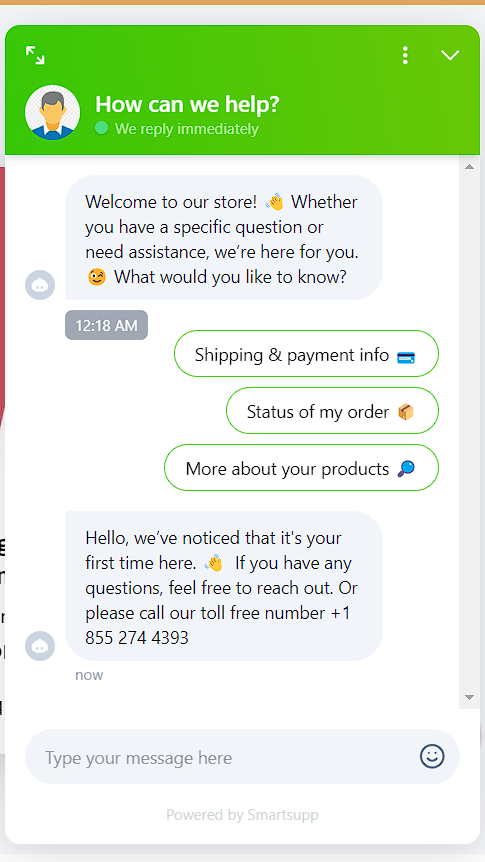 How can we help?
We reply immediately
Welcome to our store! 👋 Whether
you have a specific question or
need assistance, we're here for you.
😉 What would you like to know?
12:18 AM
Shipping & payment info 💳
Status of my order 📦
More about your products 🔎
Hello, we've noticed that it's your
first time here. 👋 If you have any
questions, feel free to reach out. Or
please call our toll free number +1
855 274 4393
now
Type your message here
Powered by Smartsupp